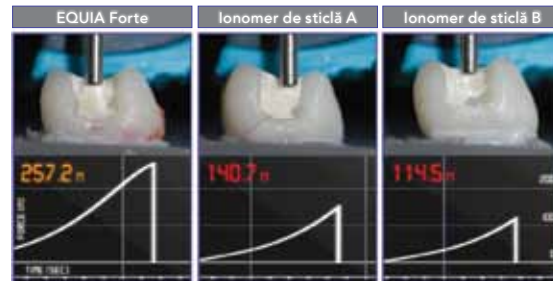 EQUIA Forte
Ionomer de sticlă A
Ionomer de sticlă B
257.2 n
140.7 n
114.5 n
TIME (SEC)